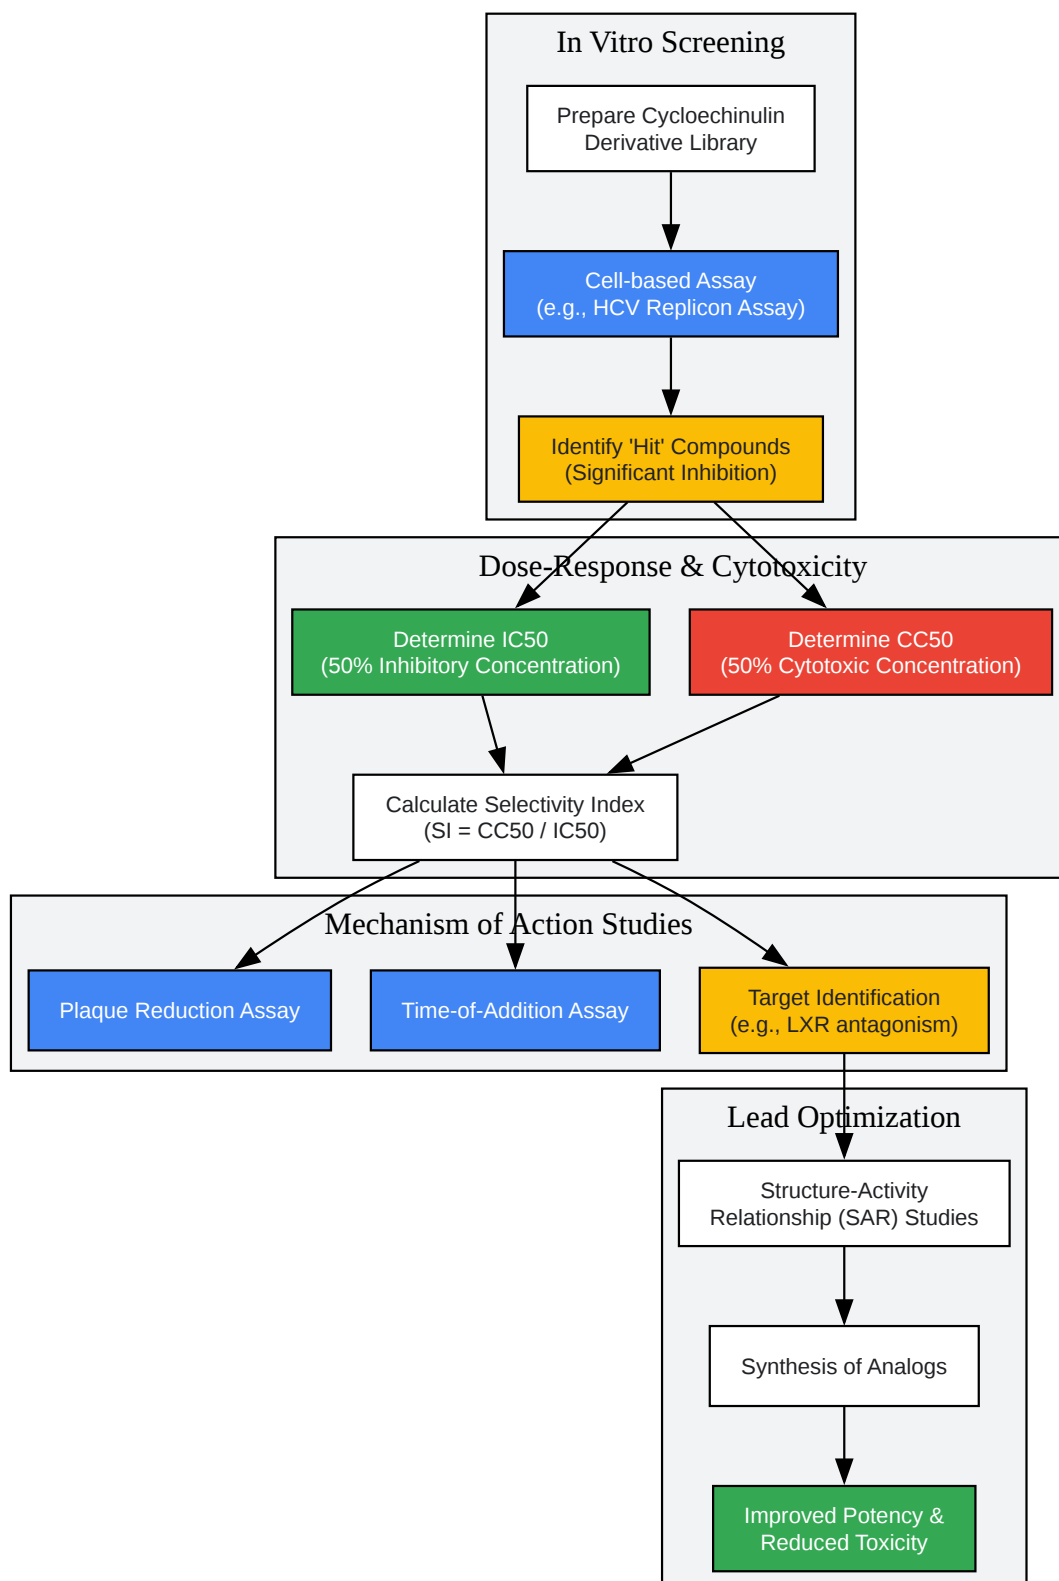 In Vitro Screening
Prepare Cycloechinulin
Derivative Library
Cell-based Assay
(e.g., HCV Replicon Assay)
Identify 'Hit' Compounds
(Significant Inhibition)
Dose-Response & Cytotoxicity
Determine IC50
(50% Inhibitory Concentration)
Determine CC50
(50% Cytotoxic Concentration)
Calculate Selectivity Index
(SI = CC50 / IC50)
Mechanism of Action Studies
Plaque Reduction Assay
Time-of-Addition Assay
Target Identification
(e.g., LXR antagonism)
Lead Optimization
Structure-Activity
Relationship (SAR) Studies
Synthesis of Analogs
Improved Potency &
Reduced Toxicity